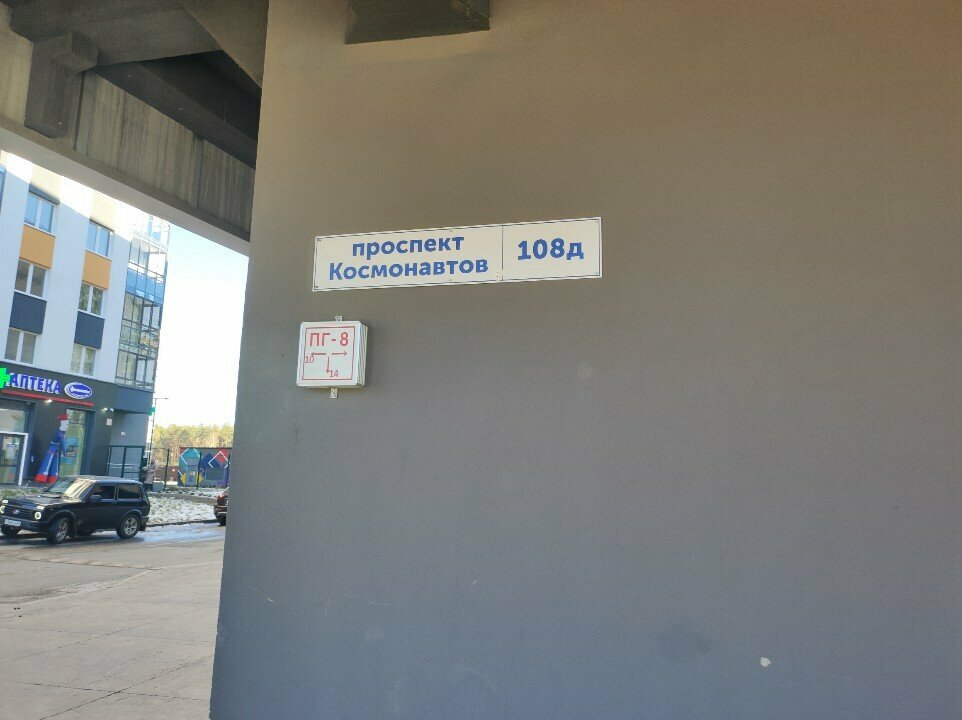 проспект
Космонавтов
108д
ПГ-8
10
14
АПТЕКА